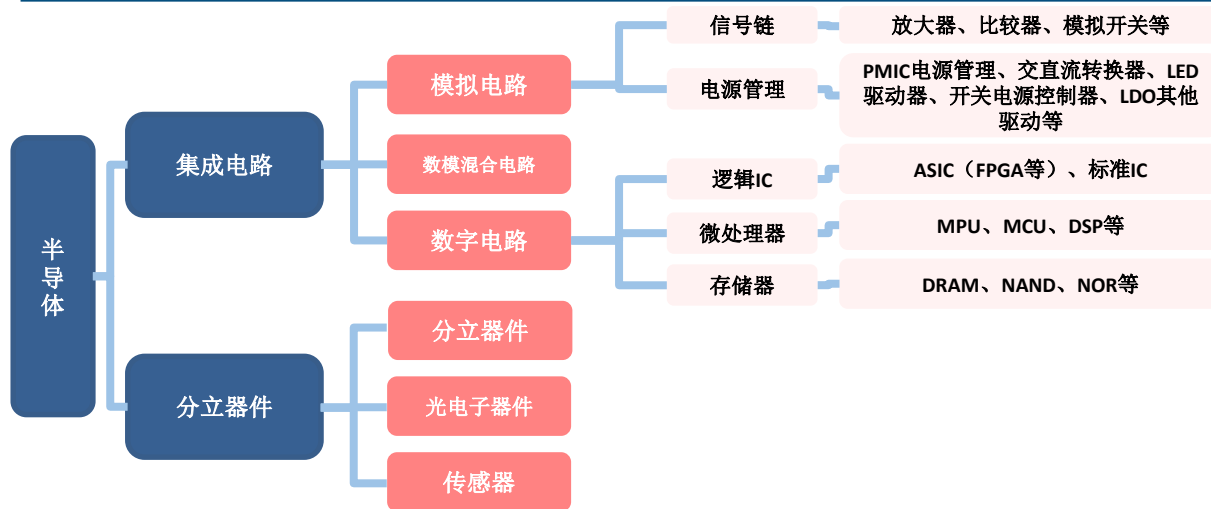 半
导
体
集成电路
分立器件
模拟电路
数模混合电路
数字电路
分立器件
光电子器件
传感器
信号链
电源管理
逻辑IC
微处理器
存储器
放大器、比较器、模拟开关等
PMIC电源管理、交直流转换器、LED
驱动器、开关电源控制器、LDO其他
驱动等
ASIC（FPGA等）、标准IC
MPU、MCU、DSP等
DRAM、NAND、NOR等